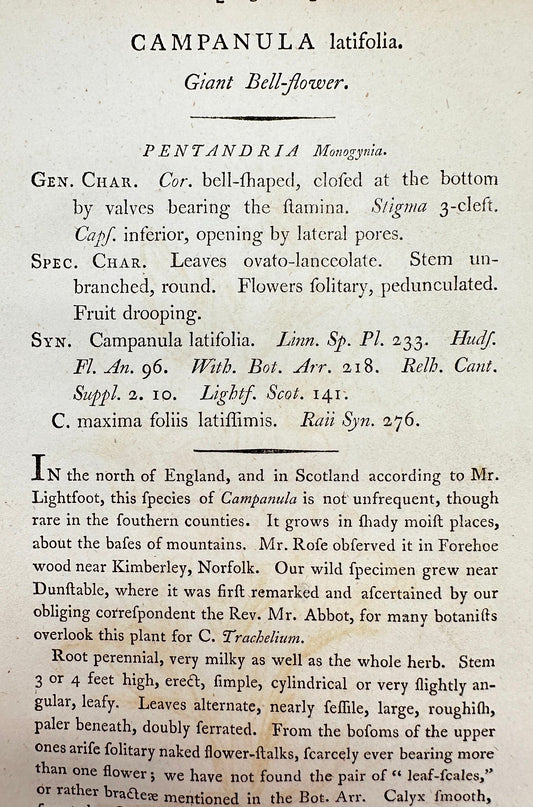 CAMPANULA latifolia.
Giant Bell-flower.
PENTANDRIA Monogynia.
GEN. CHAR. Cor. bell-ſhaped, cloſed at the bottom
by valves bearing the ſtamina. Stigma 3-cleft.
Capſ. inferior, opening by lateral pores.
SPEC. CHAR. Leaves ovato-lanceolate. Stem un-
branched, round. Flowers ſolitary, pedunculated.
Fruit drooping.
SYN. Campanula latifolia. Linn. Sp. Pl. 233. Hudſ.
Fl. An. 96. With. Bot. Arr. 218. Relh. Cant.
Suppl. 2. 10. Lightf. Scot. 141.
C. maxima foliis latiſſimis. Raii Syn. 276.
IN the north of England, and in Scotland according to Mr.
Lightfoot, this ſpecies of Campanula is not unfrequent, though
rare in the ſouthern counties. It grows in ſhady moiſt places,
about the baſes of mountains. Mr. Roſe obſerved it in Forehoe
wood near Kimberley, Norfolk. Our wild ſpecimen grew near
Dunſtable, where it was firſt remarked and aſcertained by our
obliging correſpondent the Rev. Mr. Abbot, for many botaniſts
overlook this plant for C. Trachelium.
Root perennial, very milky as well as the whole herb. Stem
3 or 4 feet high, erect, ſimple, cylindrical or very ſlightly an-
gular, leafy. Leaves alternate, nearly ſeſſile, large, roughiſh,
paler beneath, doubly ſerrated. From the boſoms of the upper
ones ariſe ſolitary naked flower-ſtalks, ſcarcely ever bearing more
than one flower; we have not found the pair of "leaf-ſcales,"
or rather bracteæ mentioned in the Bot. Arr. Calyx ſmooth,